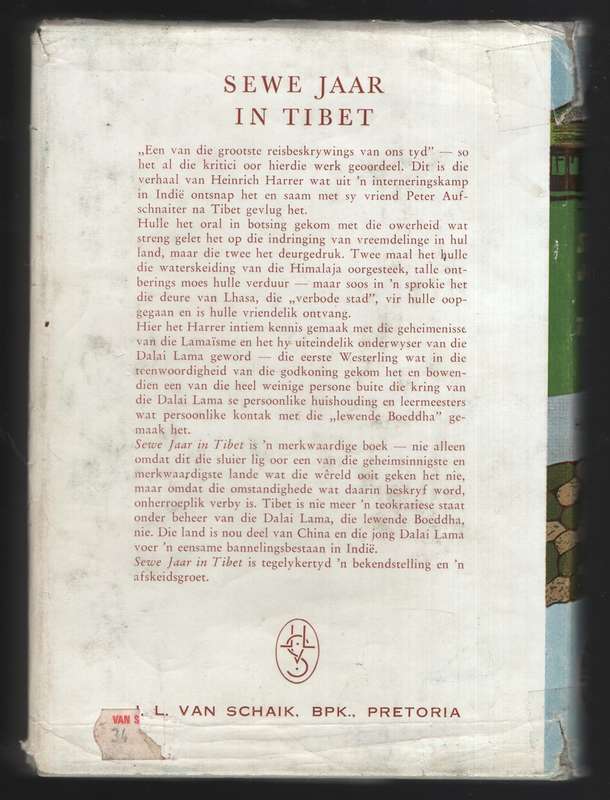 SEWE JAAR
IN TIBET
„Een van die grootste reisbeskrywings van ons tyd” — so
het al die kritici oor hierdie werk geoordeel. Dit is die
verhaal van Heinrich Harrer wat uit 'n interneringskamp
in Indië ontsnap het en saam met sy vriend Peter Auf-
schnaiter na Tibet gevlug het.
Hulle het oral in botsing gekom met die owerheid wat
streng gelet het op die indringing van vreemdelinge in hul
land, maar die twee het deurgedruk. Twee maal het hulle
die waterskeiding van die Himalaja oorgesteek, talle ont-
berings moes hulle verduur — maar soos in 'n sprokie het
die deure van Lhasa, die „verbode stad”, vir hulle oop-
gegaan en is hulle vriendelik ontvang.
Hier het Harrer intiem kennis gemaak met die geheimenisse
van die Lamaïsme en het hy uiteindelik onderwyser van die
Dalai Lama geword — die eerste Westerling wat in die
teenwoordigheid van die godkoning gekom het en bowen-
dien een van die heel weinige persone buite die kring van
die Dalai Lama se persoonlike huishouding en leermeesters
wat persoonlike kontak met die „lewende Boeddha” ge-
maak het.
Sewe Jaar in Tibet is 'n merkwaardige boek — nie alleen
omdat dit die sluier lig oor een van die geheimsinnigste en
merkwaardigste lande wat die wêreld ooit geken het nie,
maar omdat die omstandighede wat daarin beskryf word,
onherroeplik verby is. Tibet is nie meer 'n teokratiese staat
onder beheer van die Dalai Lama, die lewende Boeddha,
nie. Die land is nou deel van China en die jong Dalai Lama
voer 'n eensame bannelingsbestaan in Indië.
Sewe Jaar in Tibet is tegelykertyd 'n bekendstelling en 'n
afskeidsgroet.
J. L. VAN SCHAIK, BPK., PRETORIA
VAN S